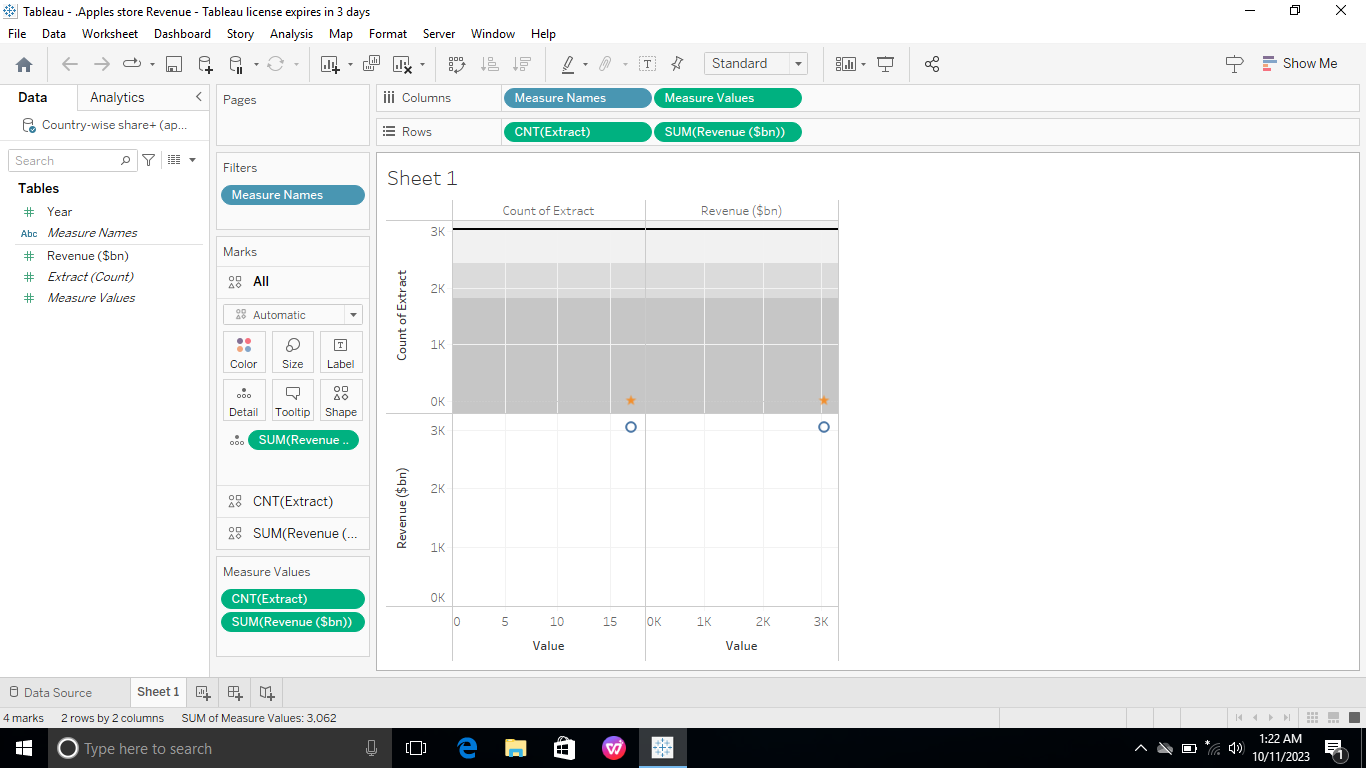 Tableau - .Apples store Revenue - Tableau license expires in 3 days
File Data Worksheet Dashboard Story Analysis Map Format Server Window Help
Standard
Show Me
Data Analytics
Country-wise share+ (ap...
Search
Tables
Year
Abc Measure Names
Revenue ($bn)
Extract (Count)
Measure Values
Pages
Filters
Measure Names
Marks
All
Automatic
Color Size Label
Detail Tooltip Shape
SUM(Revenue ..
CNT(Extract)
SUM(Revenue (...
Measure Values
CNT(Extract)
SUM(Revenue ($bn))
Columns Measure Names Measure Values
Rows CNT(Extract) SUM(Revenue ($bn))
Sheet 1
Count of Extract Revenue ($bn)
Count of Extract
3K
2K
1K
0K
Revenue ($bn)
3K
2K
1K
0K
0 5 10 15 0K 1K 2K 3K
Value Value
Data Source Sheet 1
4 marks 2 rows by 2 columns SUM of Measure Values: 3,062
Type here to search
1:22 AM
10/11/2023
1